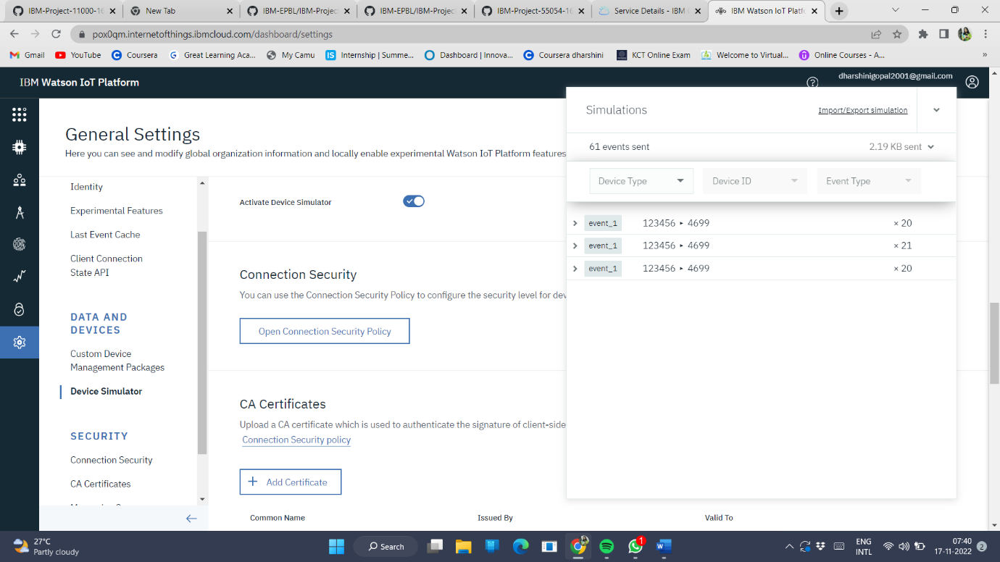 IBM-Project-11000-16
New Tab
IBM-EPBL/IBM-Project
IBM-EPBL/IBM-Project
IBM-Project-55054-16
Service Details - IBM
IBM Watson IoT Platfo
pox0qm.internetofthings.ibmcloud.com/dashboard/settings
Gmail
YouTube
Coursera
Great Learning Aca...
My Camu
Internship | Summe...
Dashboard | Innova...
Coursera dharshini
KCT Online Exam
Welcome to Virtual...
Online Courses - A...
»
IBM Watson IoT Platform
dharshinigopal2001@gmail.com
General Settings
Here you can see and modify global organization information and locally enable experimental Watson IoT Platform features
Identity
Experimental Features
Last Event Cache
Client Connection
State API
DATA AND
DEVICES
Custom Device
Management Packages
Device Simulator
SECURITY
Connection Security
CA Certificates
Activate Device Simulator
Connection Security
You can use the Connection Security Policy to configure the security level for dev
Open Connection Security Policy
CA Certificates
Upload a CA certificate which is used to authenticate the signature of client-side
Connection Security policy
+ Add Certificate
Common Name
Issued By
Valid To
Simulations
Import/Export simulation
61 events sent
2.19 KB sent
Device Type
Device ID
Event Type
event_1 123456 ▸ 4699 × 20
event_1 123456 ▸ 4699 × 21
event_1 123456 ▸ 4699 × 20
27°C
Partly cloudy
Search
1
ENG
INTL
07:40
17-11-2022
2